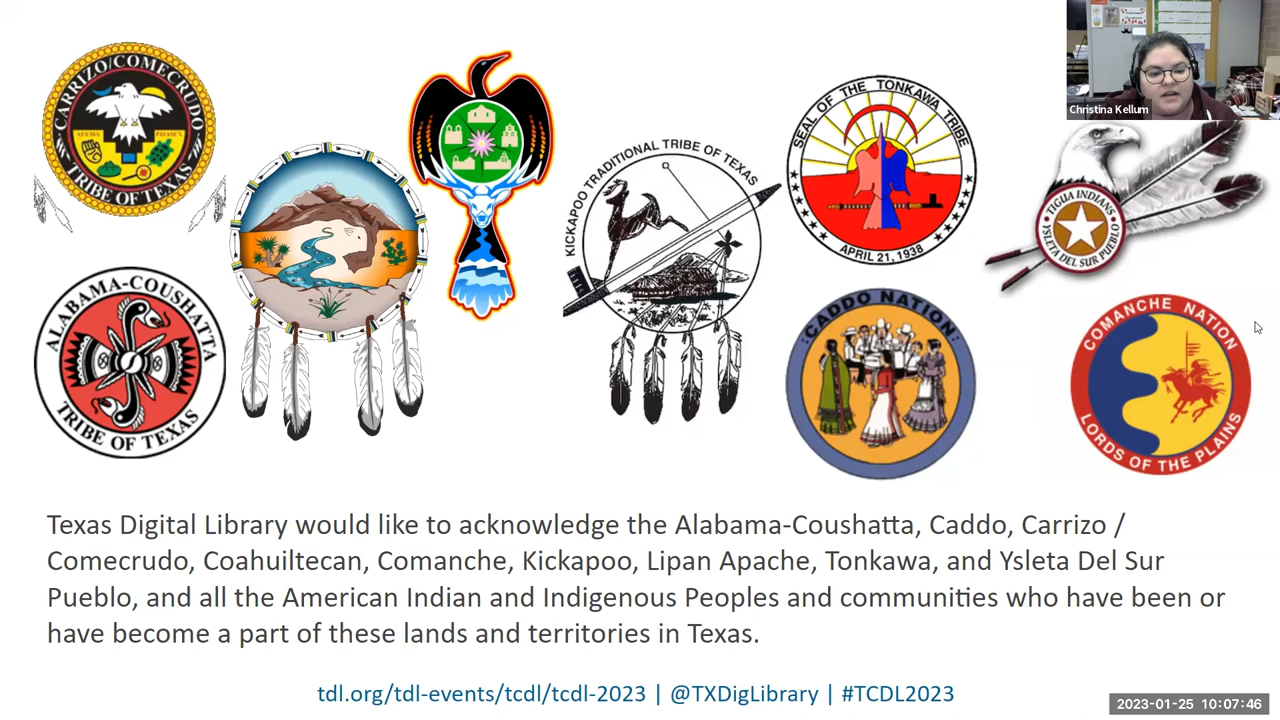 CARRIZO/COMECRUDO
TRIBE OF TEXAS
ALABAMA-COUSHATTA
TRIBE OF TEXAS
KICKAPOO TRADITIONAL TRIBE OF TEXAS
SEAL OF THE TONKAWA TRIBE
APRIL 21, 1938
CADDO NATION
Christina Kellum
TIGUA INDIANS
YSLETA DEL SUR PUEBLO
COMANCHE NATION
LORDS OF THE PLAINS
Texas Digital Library would like to acknowledge the Alabama-Coushatta, Caddo, Carrizo /
Comecrudo, Coahuiltecan, Comanche, Kickapoo, Lipan Apache, Tonkawa, and Ysleta Del Sur
Pueblo, and all the American Indian and Indigenous Peoples and communities who have been or
have become a part of these lands and territories in Texas.
tdl.org/tdl-events/tcdl/tcdl-2023 | @TXDigLibrary | #TCDL2023
2023-01-25 10:07:46